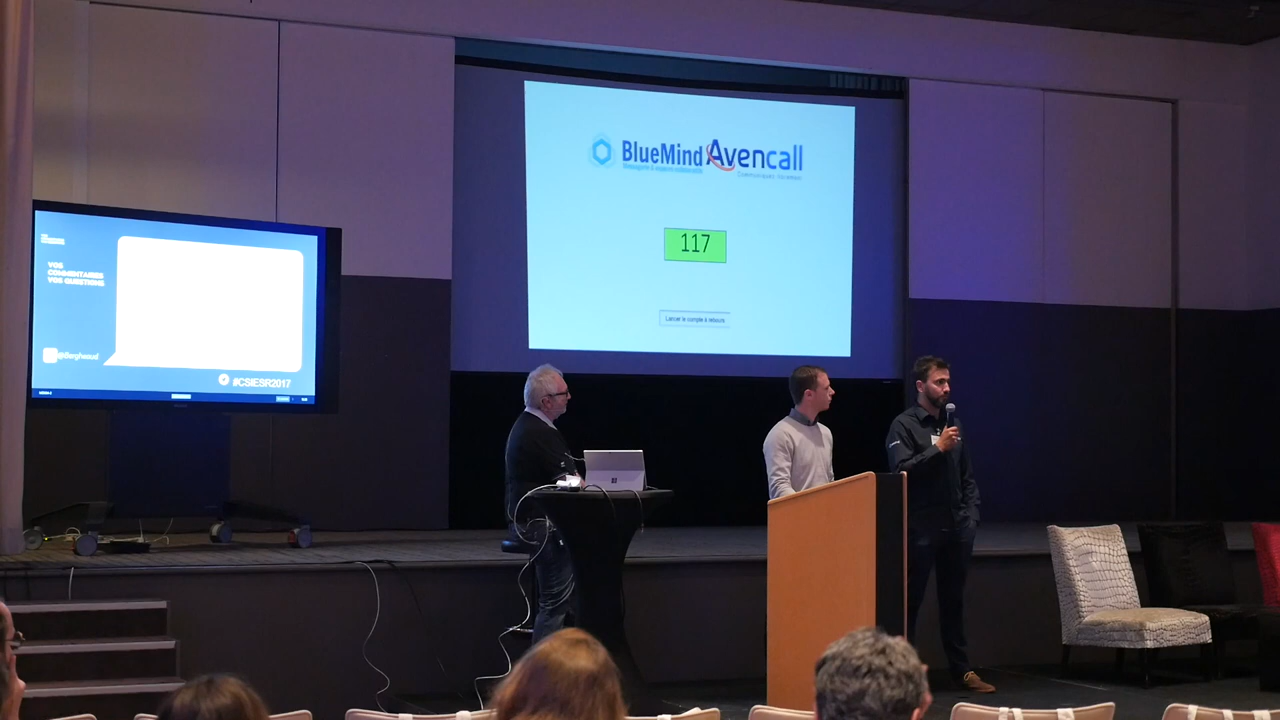 VOS
COMMENTAIRES
VOS QUESTIONS
#CSIESR2017
BlueMind
Avencall
117
Lancer le compte à rebours